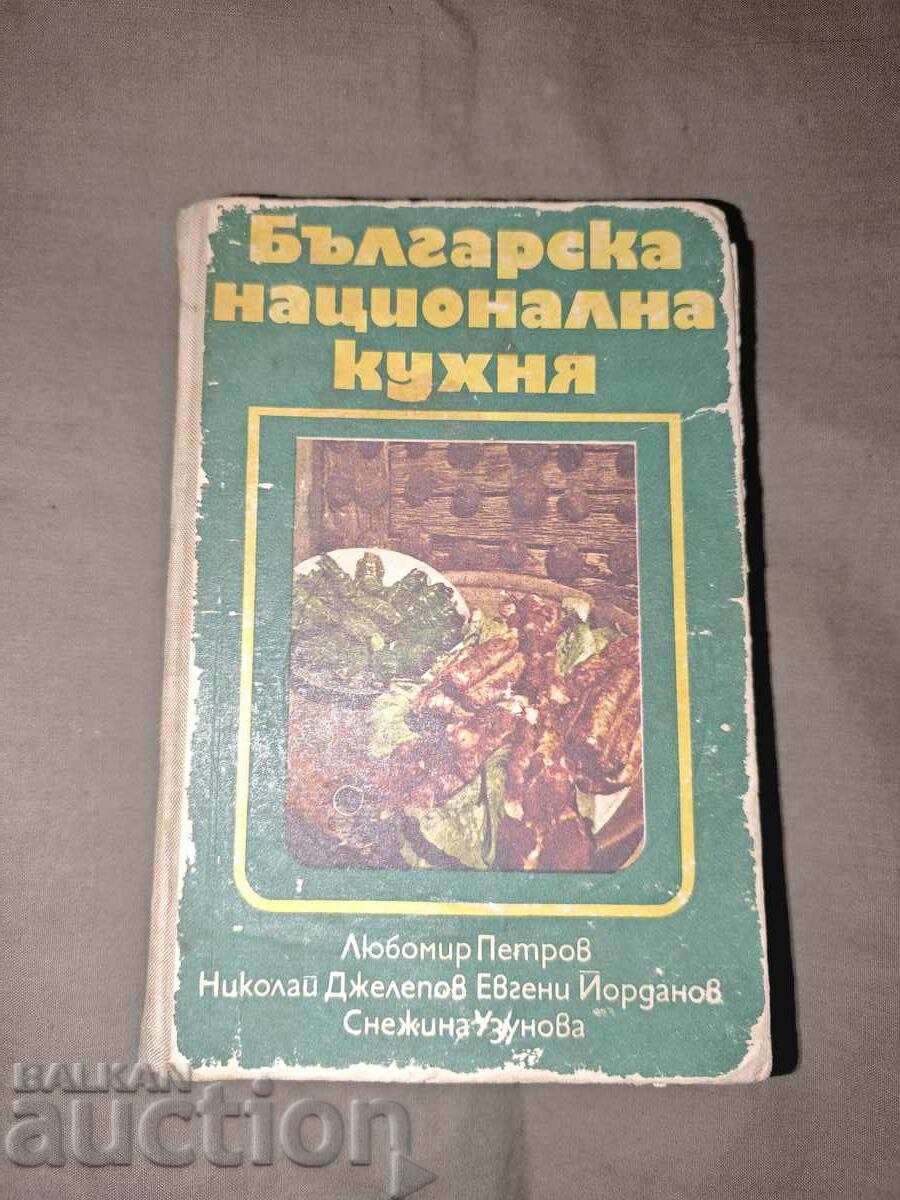 Българска
национална
кухня
Любомир Петров
Николай Джелепов Евгени Йорданов
Снежина Узунова
BALKAN
auction